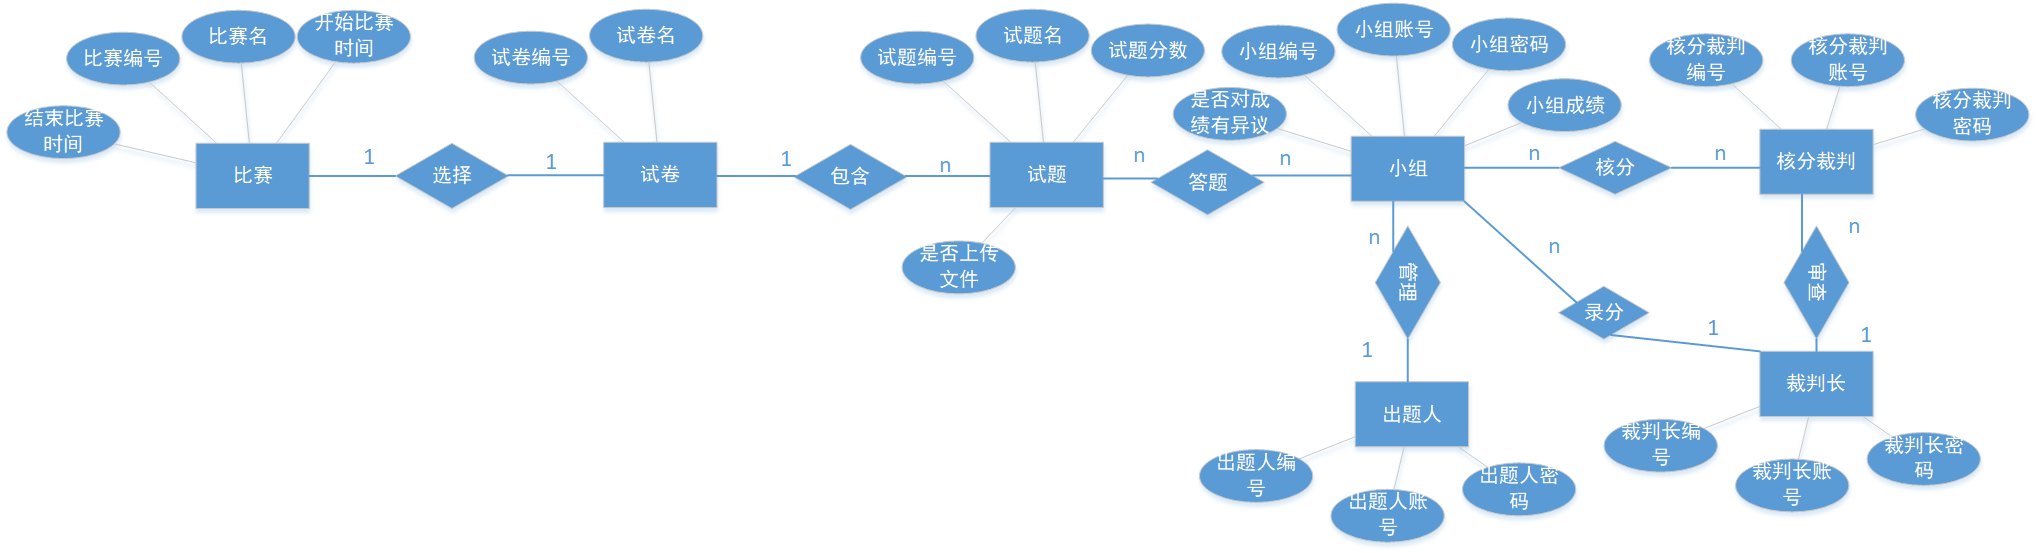 结束比赛
时间
比赛编号
比赛名
开始比赛
时间
比赛
1
选择
1
试卷编号
试卷名
试卷
1
包含
n
试题编号
试题名
试题分数
试题
是否上传
文件
n
答题
n
是否对成
绩有异议
小组编号
小组账号
小组密码
小组成绩
小组
n
核分
n
核分裁判
编号
核分裁判
账号
核分裁判
密码
核分裁判
n
管理
1
n
录分
1
n
审查
1
出题人
出题人编
号
出题人账
号
出题人密
码
裁判长
裁判长编
号
裁判长账
号
裁判长密
码